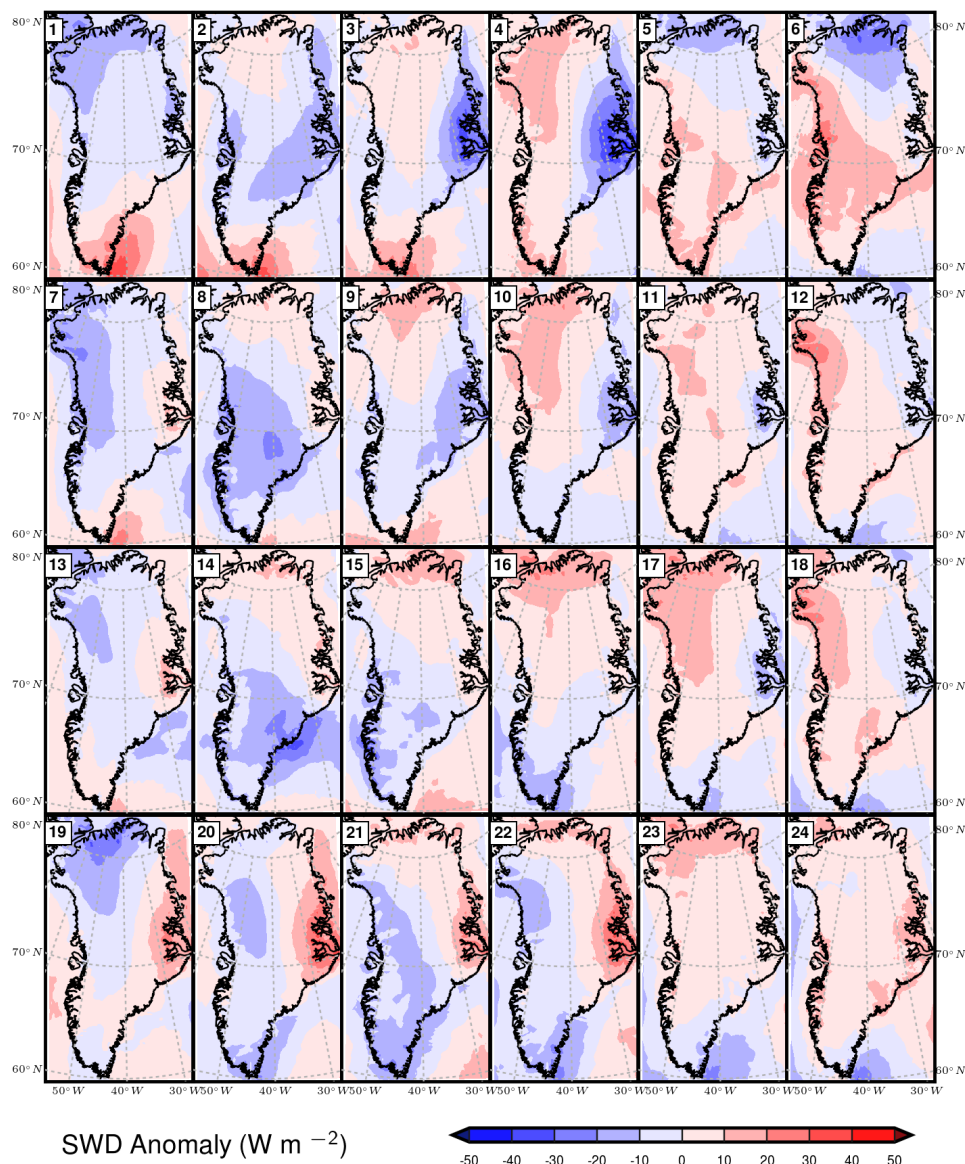 80° N 1 2 3 4 5 6 80° N
70° N 70° N
60° N 60° N
80° N 7 8 9 10 11 12 80° N
70° N 70° N
60° N 60° N
80° N 13 14 15 16 17 18 80° N
70° N 70° N
60° N 60° N
80° N 19 20 21 22 23 24 80° N
70° N 70° N
60° N 60° N
50° W 40° W 30° W 50° W 40° W 30° W 50° W 40° W 30° W 50° W 40° W 30° W 50° W 40° W 30° W 50° W 40° W 30° W
SWD Anomaly (W m −2)
-50 -40 -30 -20 -10 0 10 20 30 40 50